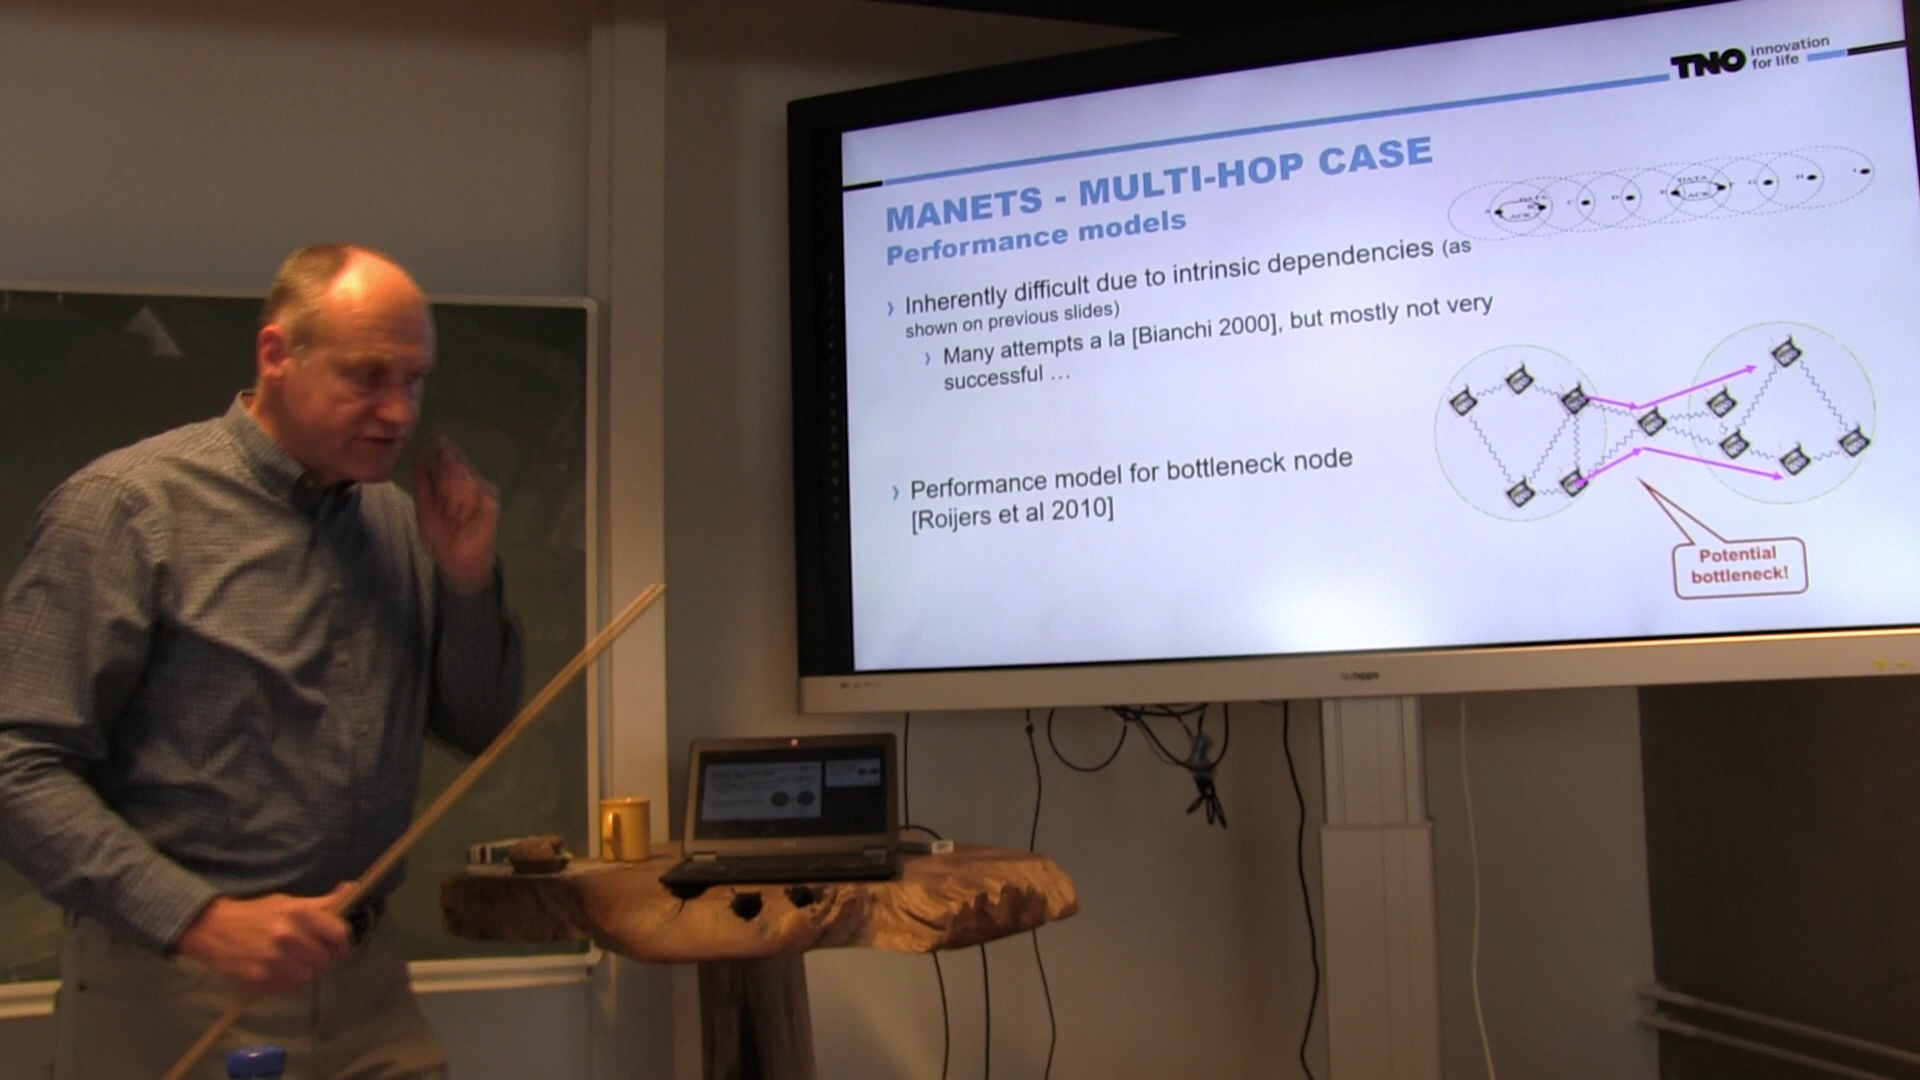 TNO innovation
for life
MANETS - MULTI-HOP CASE
Performance models
› Inherently difficult due to intrinsic dependencies (as
shown on previous slides)
› Many attempts a la [Bianchi 2000], but mostly not very
successful …
› Performance model for bottleneck node
[Roijers et al 2010]
Potential
bottleneck!